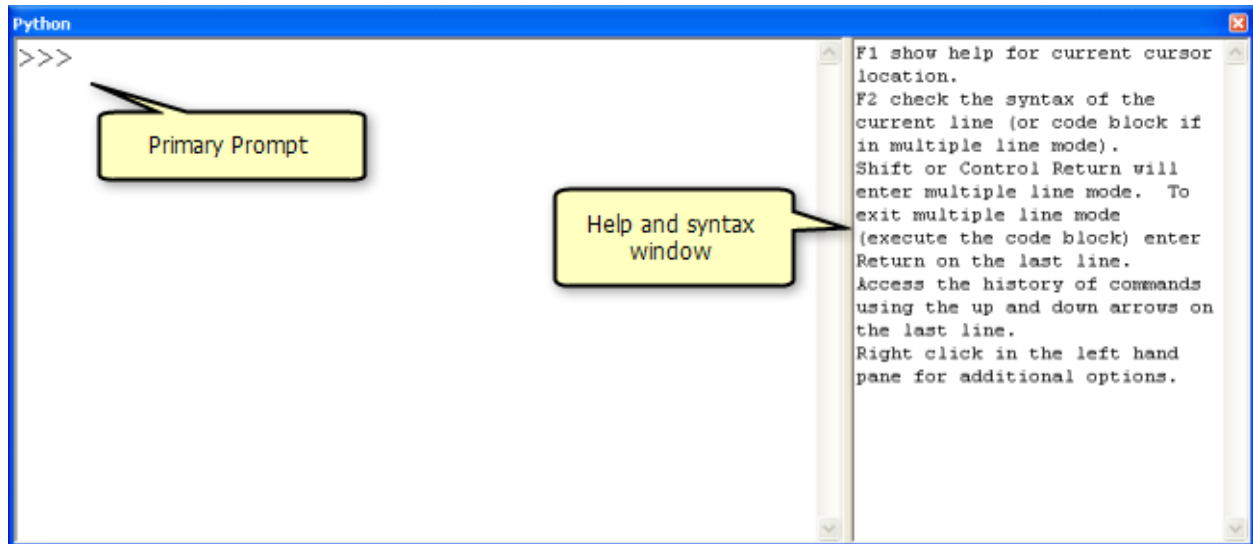 Python
>>>
Primary Prompt
Help and syntax
window
F1 show help for current cursor
location.
F2 check the syntax of the
current line (or code block if
in multiple line mode).
Shift or Control Return will
enter multiple line mode.  To
exit multiple line mode
(execute the code block) enter
Return on the last line.
Access the history of commands
using the up and down arrows on
the last line.
Right click in the left hand
pane for additional options.